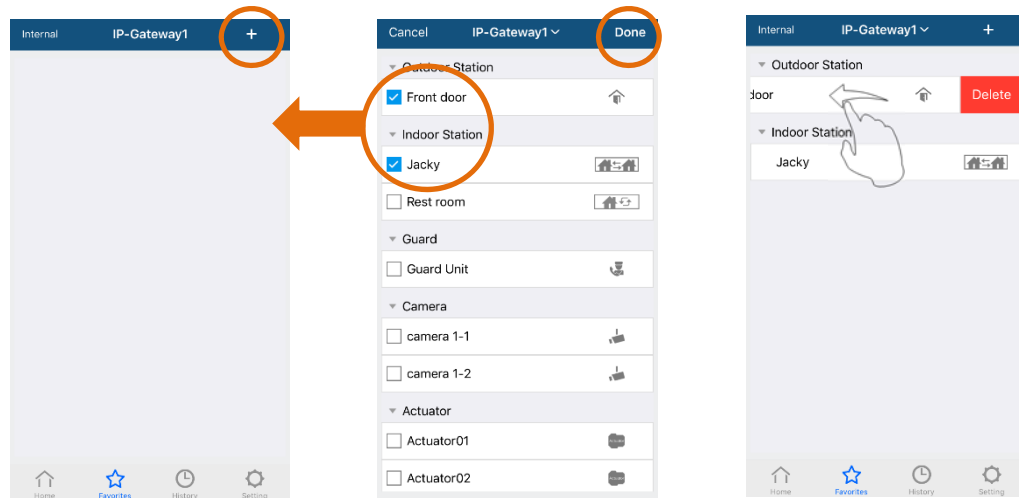 Internal IP-Gateway1 +
Home Favorites History Setting
Cancel IP-Gateway1 Done
Outdoor Station
Front door
Indoor Station
Jacky
Rest room
Guard
Guard Unit
Camera
camera 1-1
camera 1-2
Actuator
Actuator01
Actuator02
Internal IP-Gateway1 +
Outdoor Station
door Delete
Indoor Station
Jacky
Home Favorites History Setting